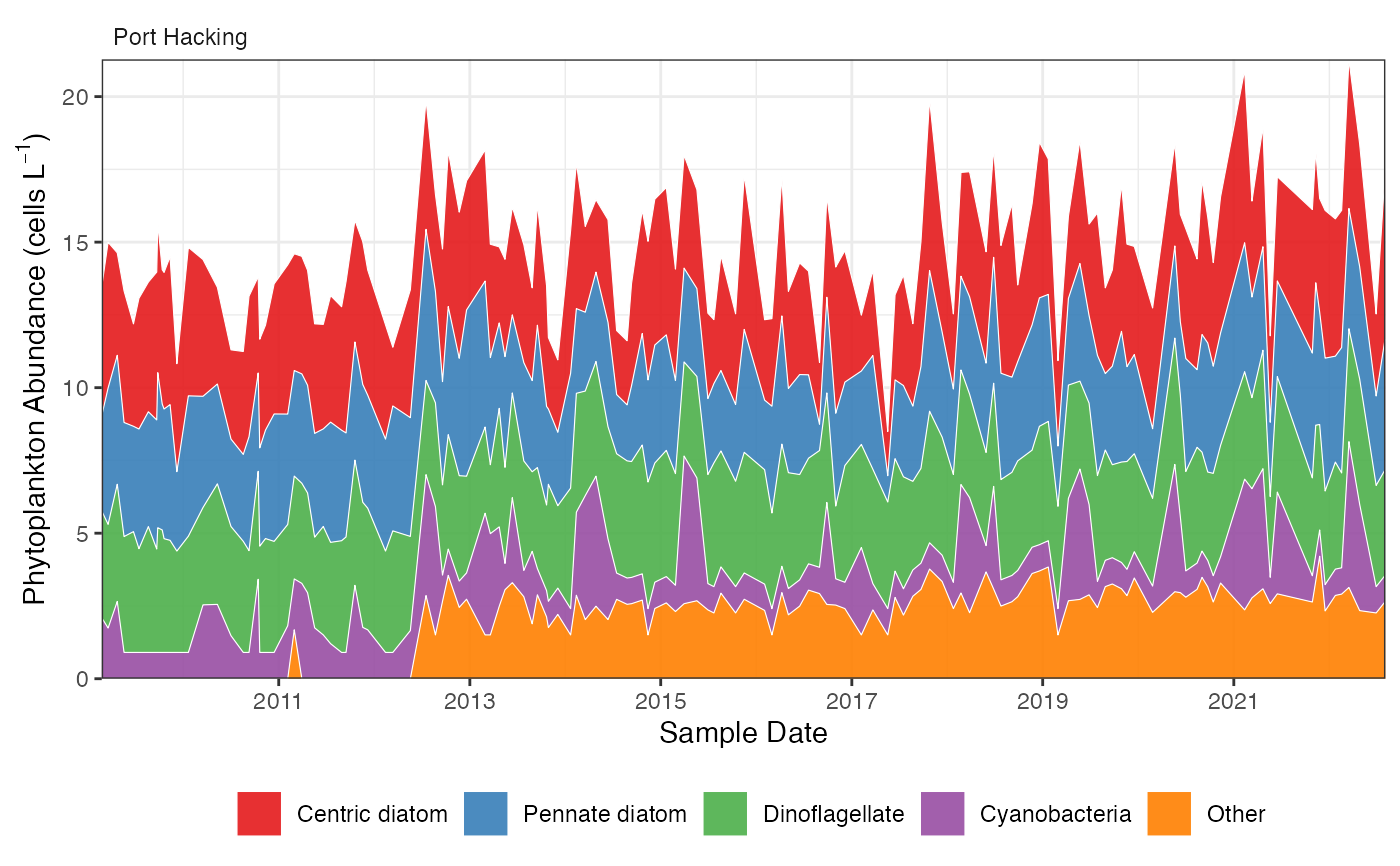 Port Hacking
Phytoplankton Abundance (cells L⁻¹)
20
15
10
5
0
2011 2013 2015 2017 2019 2021
Sample Date
Centric diatom Pennate diatom Dinoflagellate Cyanobacteria Other